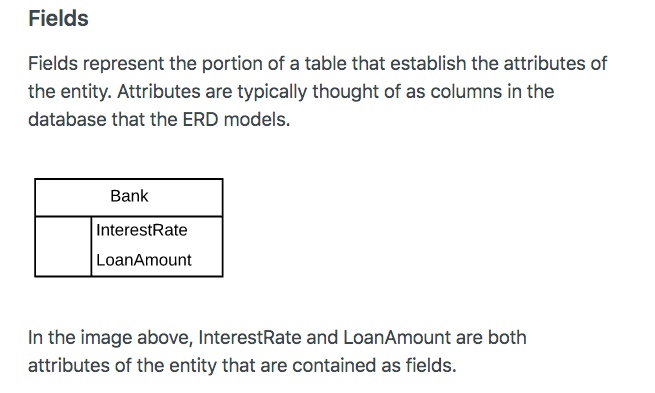 Fields
Fields represent the portion of a table that establish the attributes of
the entity. Attributes are typically thought of as columns in the
database that the ERD models.
Bank
InterestRate
LoanAmount
In the image above, InterestRate and LoanAmount are both
attributes of the entity that are contained as fields.